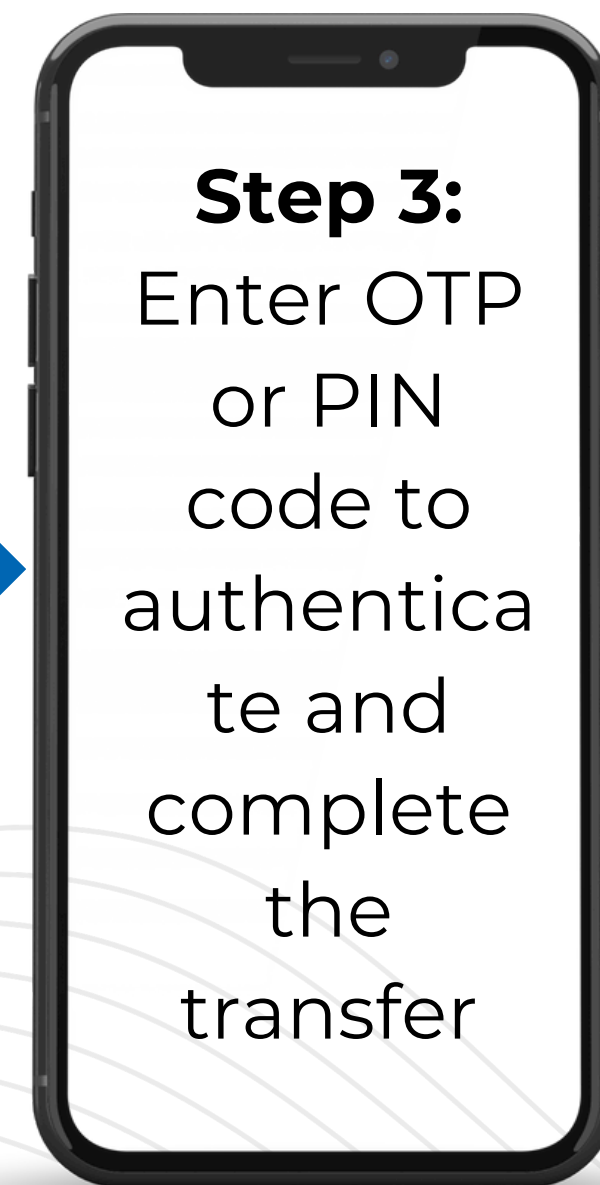 Step 3:
Enter OTP
or PIN
code to
authentica
te and
complete
the
transfer